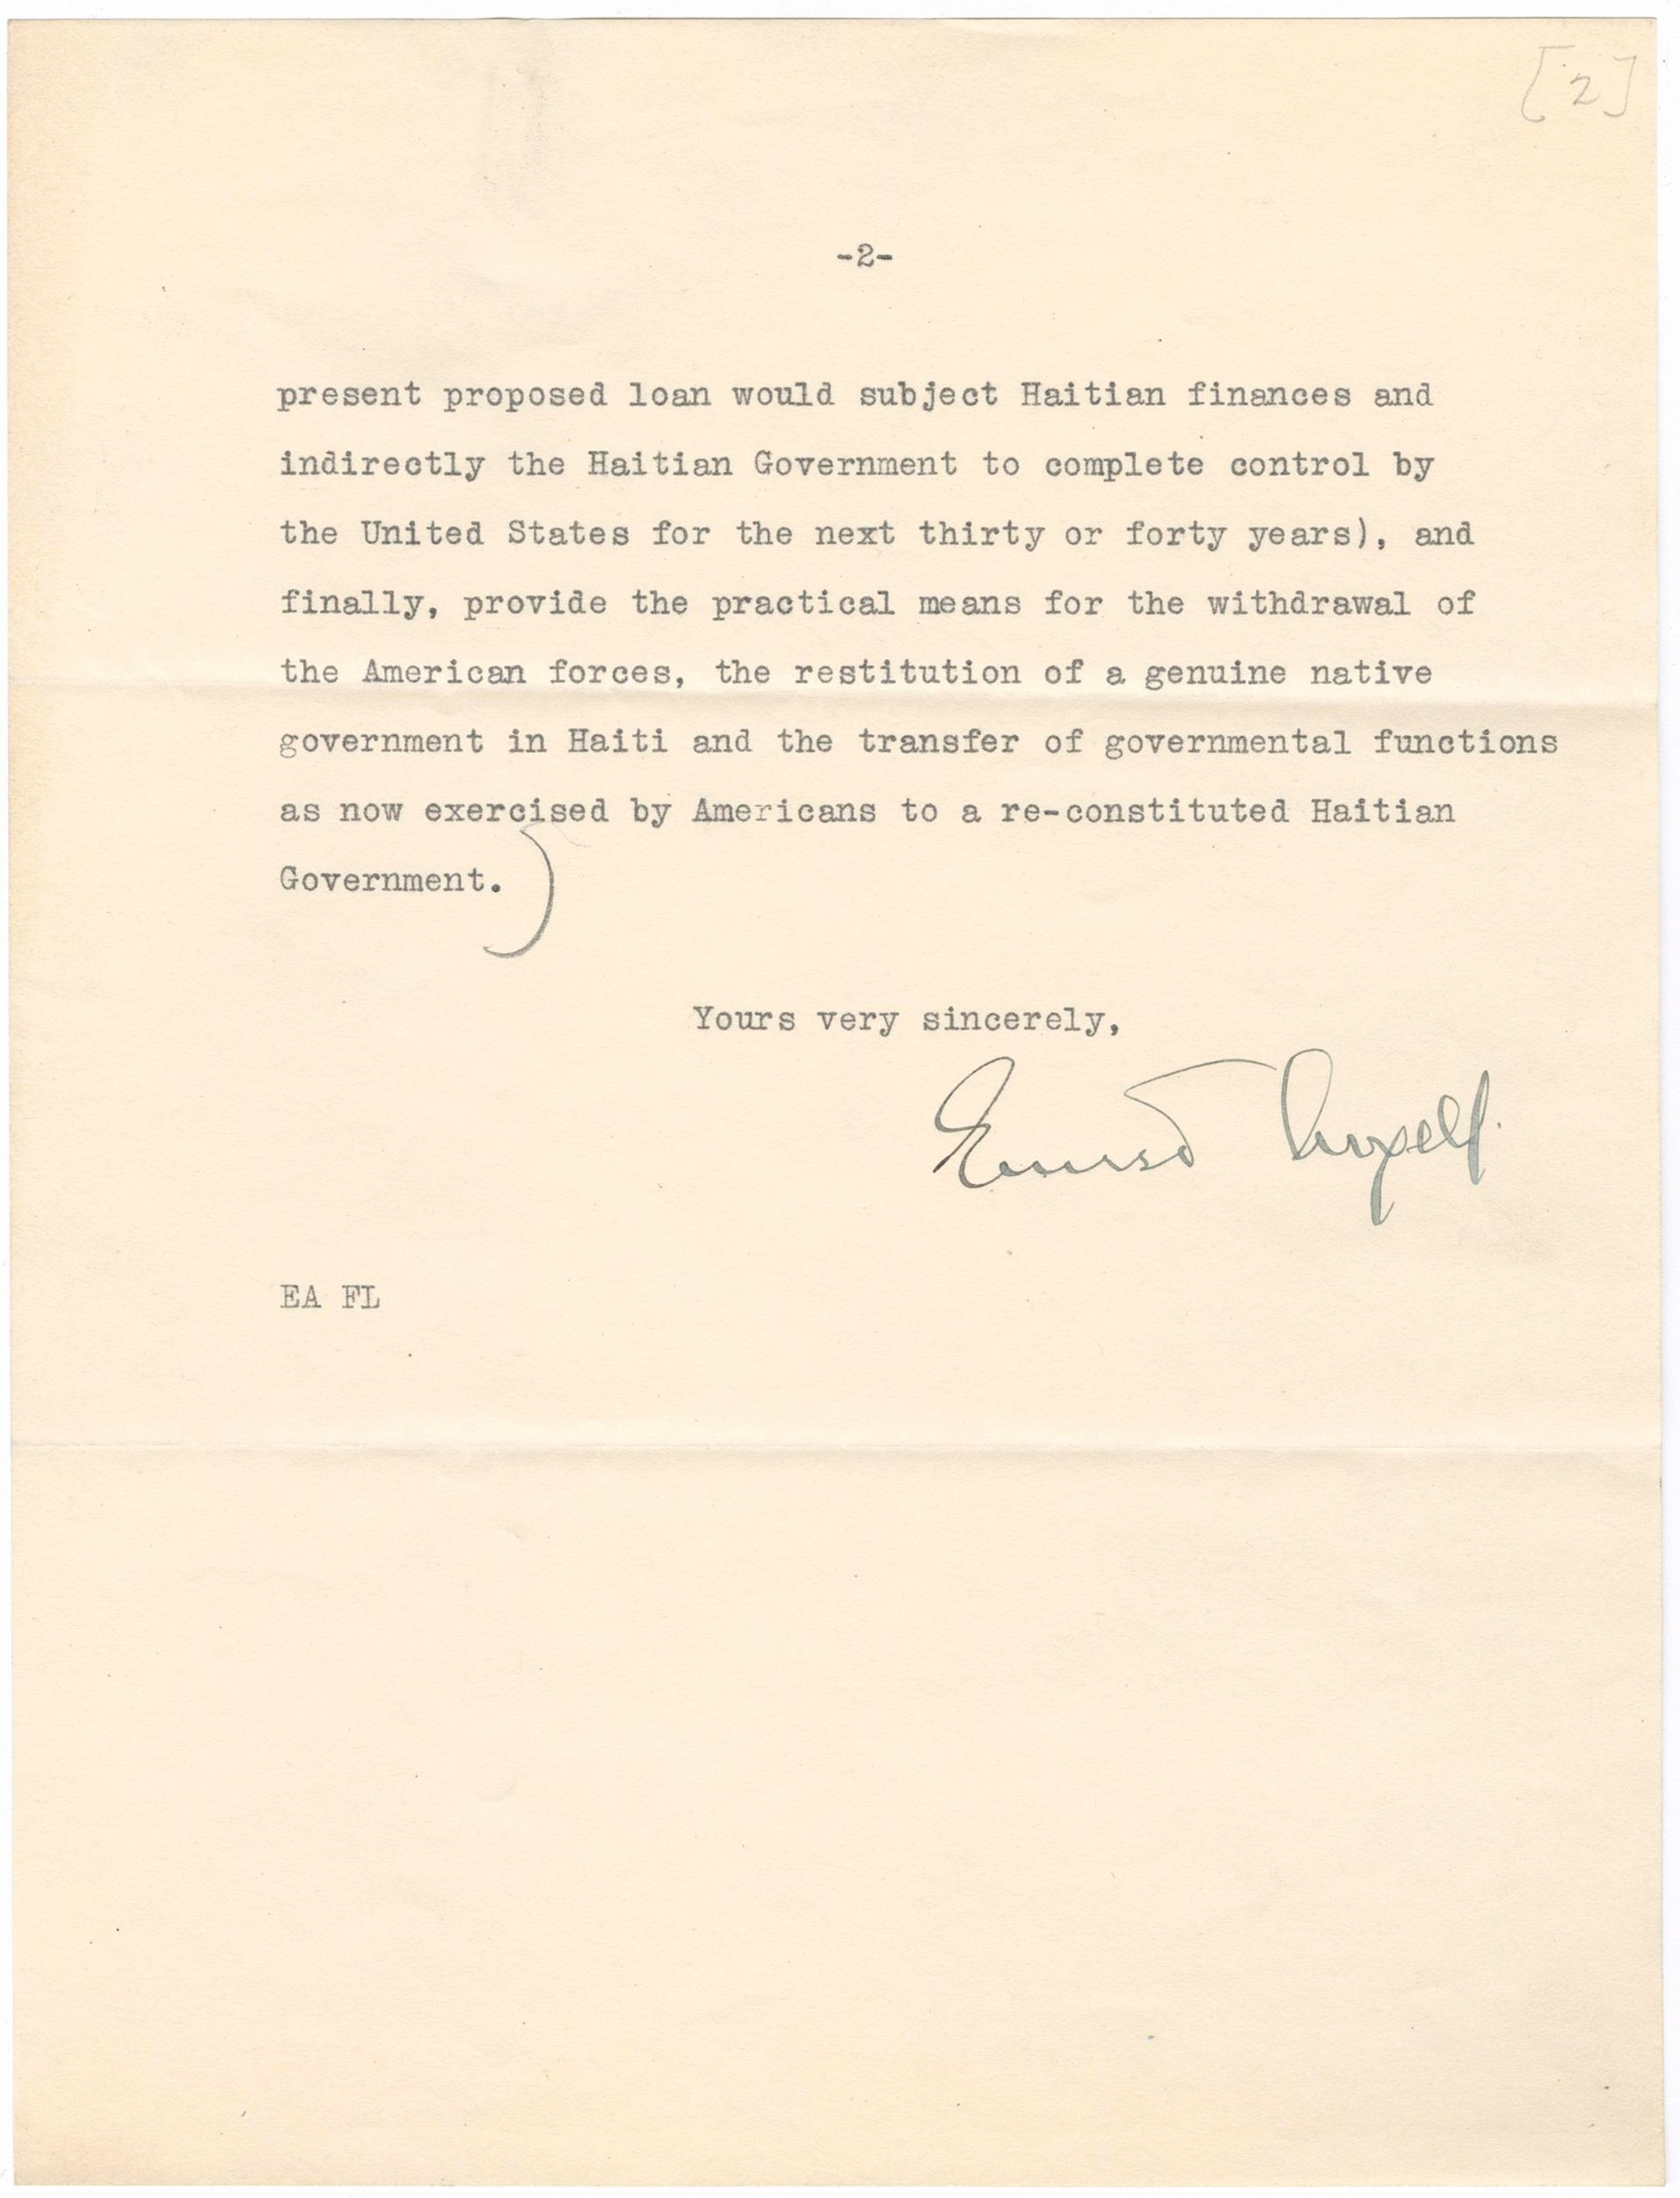 [2]
-2-
present proposed loan would subject Haitian finances and
indirectly the Haitian Government to complete control by
the United States for the next thirty or forty years), and
finally, provide the practical means for the withdrawal of
the American forces, the restitution of a genuine native
government in Haiti and the transfer of governmental functions
as now exercised by Americans to a re-constituted Haitian
Government. )
Yours very sincerely,
Ernest
EA FL